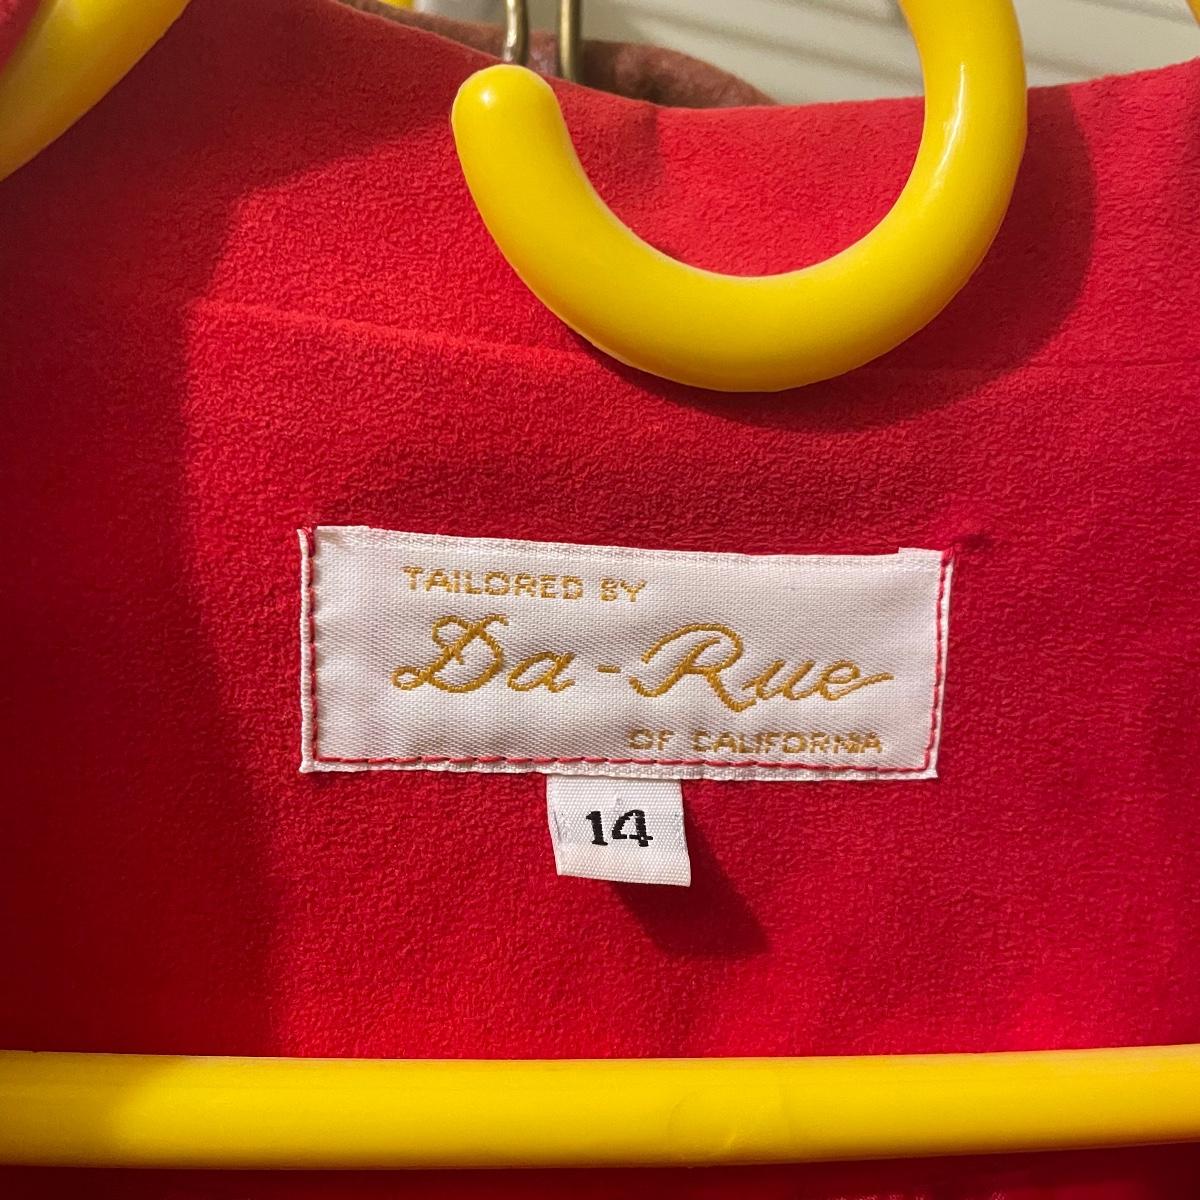 TAILORED BY
Da-Rue
OF CALIFORNIA
14